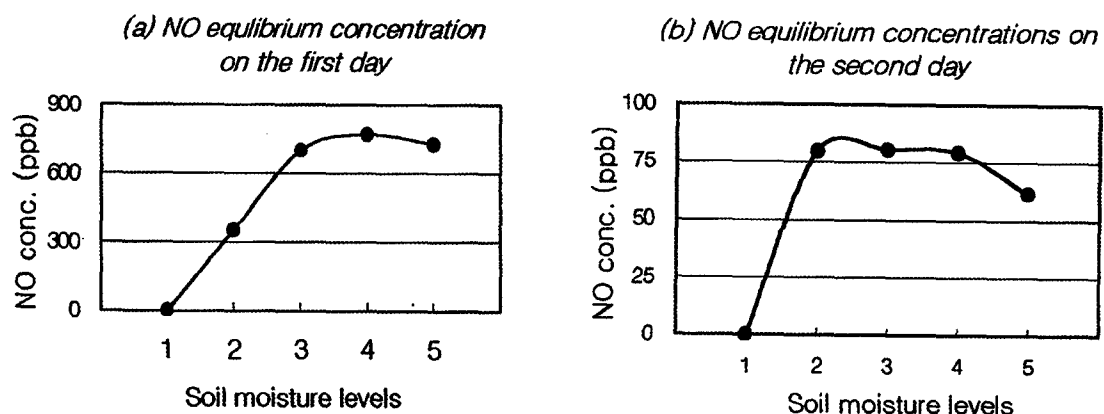 (a) NO equlibrium concentration
on the first day
900
600
300
0
NO conc. (ppb)
1 2 3 4 5
Soil moisture levels
(b) NO equilibrium concentrations on
the second day
100
75
50
25
0
NO conc. (ppb)
1 2 3 4 5
Soil moisture levels